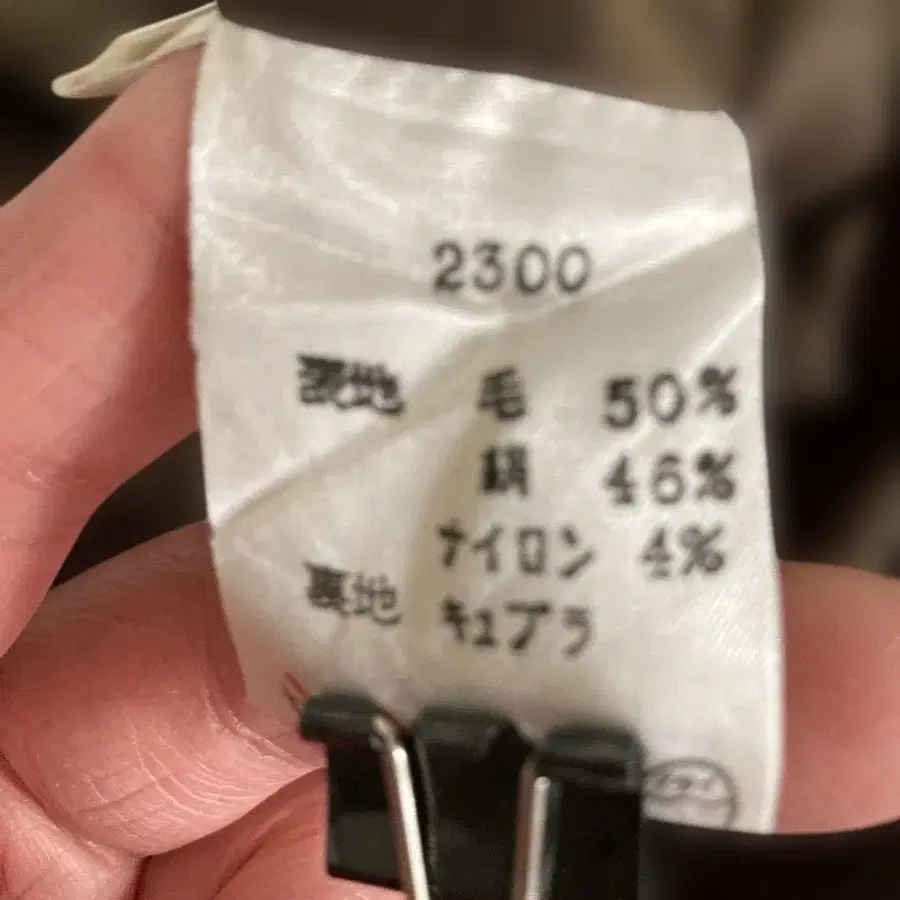 2300
表地 毛 50%
絹 46%
ナイロン 4%
裏地 キュプラ